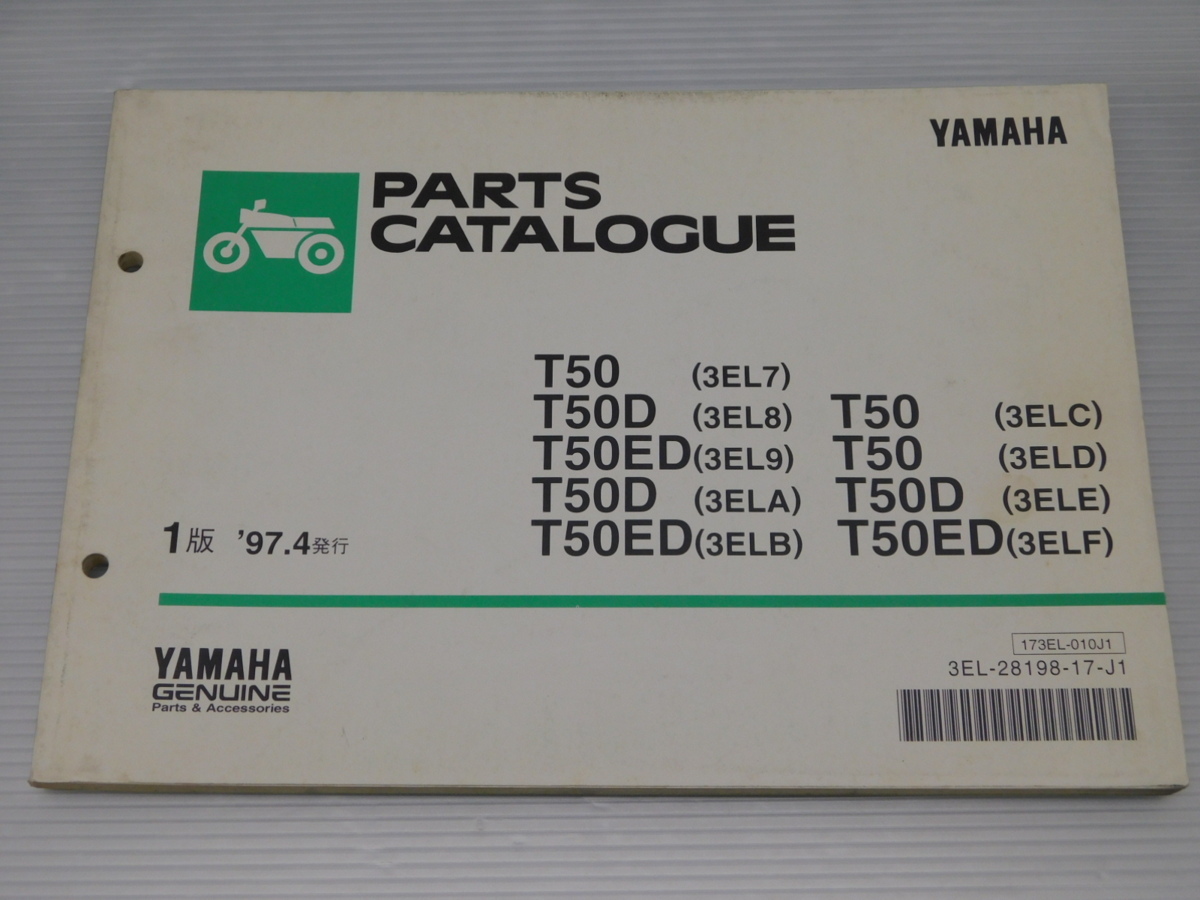 YAMAHA
PARTS
CATALOGUE
T50 (3EL7)
T50D (3EL8)
T50ED (3EL9)
T50D (3ELA)
T50ED (3ELB)
T50 (3ELC)
T50 (3ELD)
T50D (3ELE)
T50ED (3ELF)
1版 '97.4発行
YAMAHA
GENUINE
Parts & Accessories
173EL-010J1
3EL-28198-17-J1